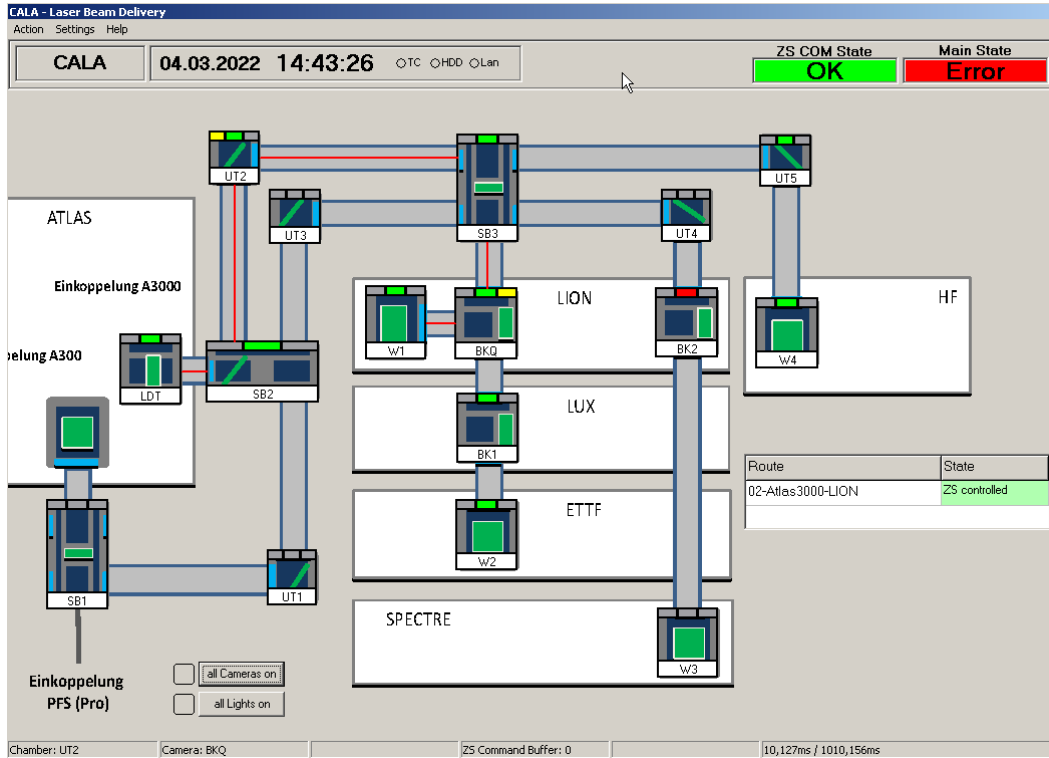 CALA - Laser Beam Delivery
Action Settings Help
CALA
04.03.2022 14:43:26
TC HDD Lan
ZS COM State
OK
Main State
Error
UT2
SB3
UT5
ATLAS
UT3
UT4
Einkoppelung A3000
LION
HF
W1
BKQ
BK2
W4
elung A300
LDT
SB2
LUX
BK1
Route State
02-Atlas3000-LION ZS controlled
ETTF
W2
SB1
UT1
SPECTRE
W3
Einkoppelung
PFS (Pro)
all Cameras on
all Lights on
Chamber: UT2 Camera: BKQ ZS Command Buffer: 0 10,127ms / 1010,156ms